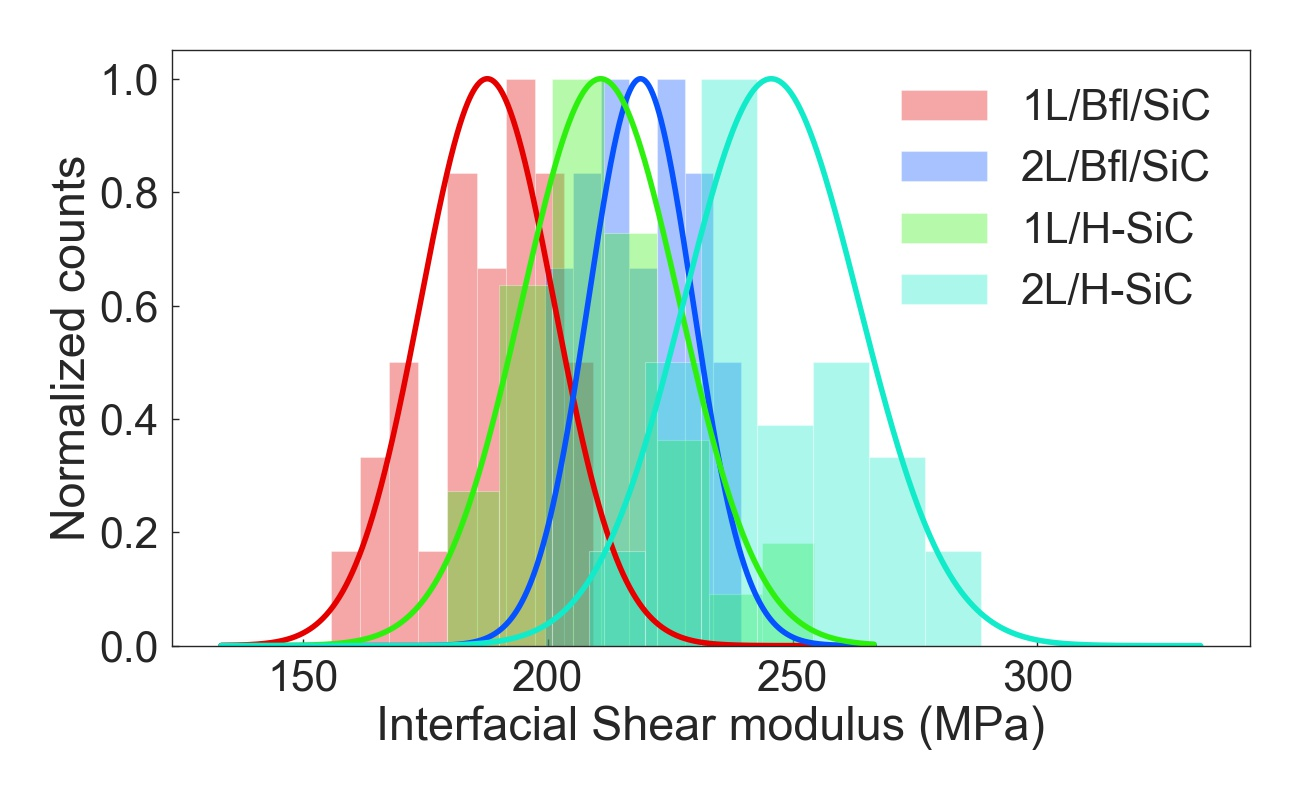 Normalized counts
1.0
0.8
0.6
0.4
0.2
0.0
1L/Bfl/SiC
2L/Bfl/SiC
1L/H-SiC
2L/H-SiC
150 200 250 300
Interfacial Shear modulus (MPa)